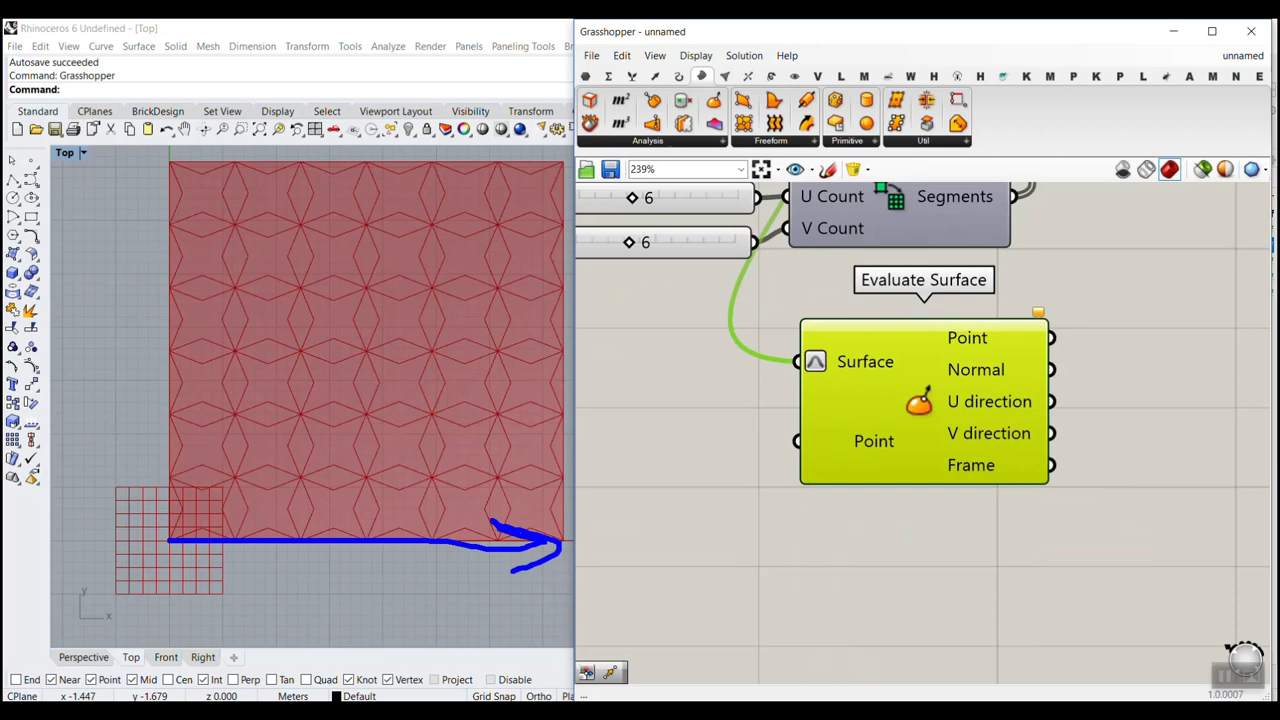 Rhinoceros 6 Undefined - [Top]
File Edit View Curve Surface Solid Mesh Dimension Transform Tools Analyze Render Panels Paneling Tools
Autosave succeeded
Command: Grasshopper
Command:
Standard CPlanes BrickDesign Set View Display Select Viewport Layout Visibility Transform
Top
y
x
Perspective Top Front Right
End Near Point Mid Cen Int Perp Tan Quad Knot Vertex Project Disable
CPlane x -1.447 y -1.679 z 0.000 Meters Default Grid Snap Ortho
Grasshopper - unnamed
File Edit View Display Solution Help unnamed
V L M W H H K M P K P L A M N E
m² m³
Analysis Freeform Primitive Util
239%
6 U Count Segments
6 V Count
Evaluate Surface
Point
Surface Normal
U direction
Point V direction
Frame
...
1.0.0007